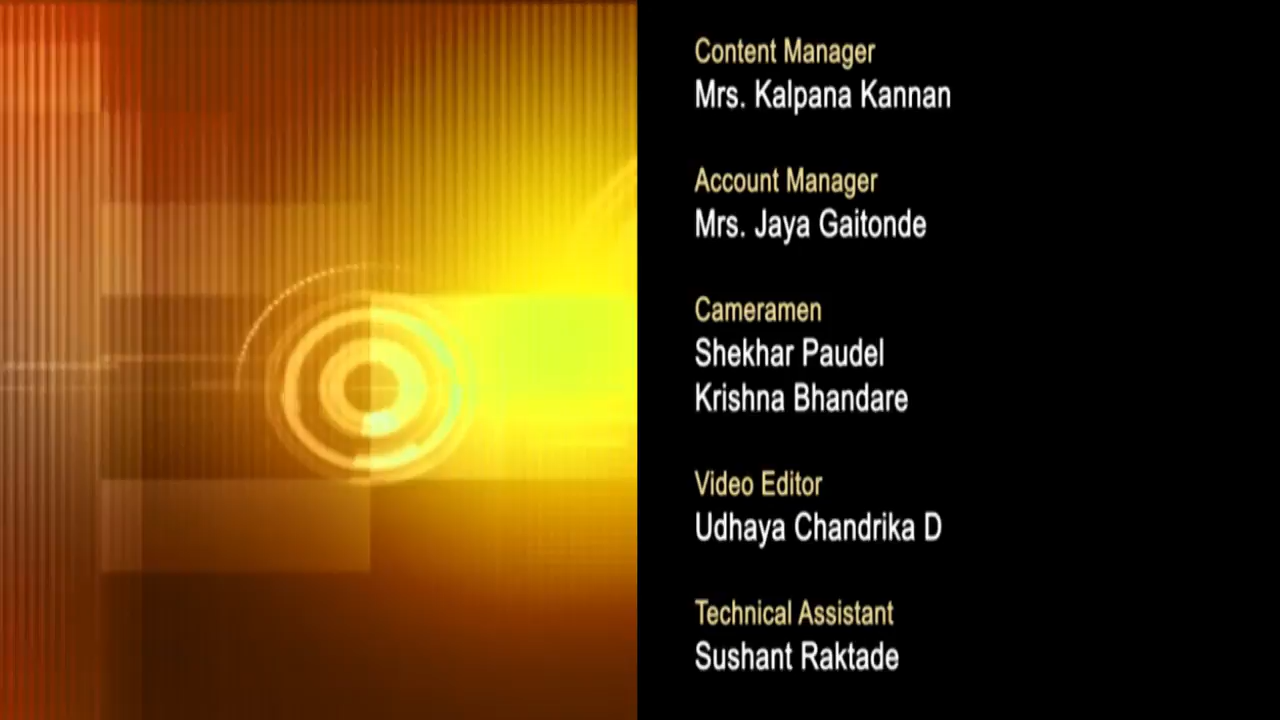 Content Manager
Mrs. Kalpana Kannan
Account Manager
Mrs. Jaya Gaitonde
Cameramen
Shekhar Paudel
Krishna Bhandare
Video Editor
Udhaya Chandrika D
Technical Assistant
Sushant Raktade